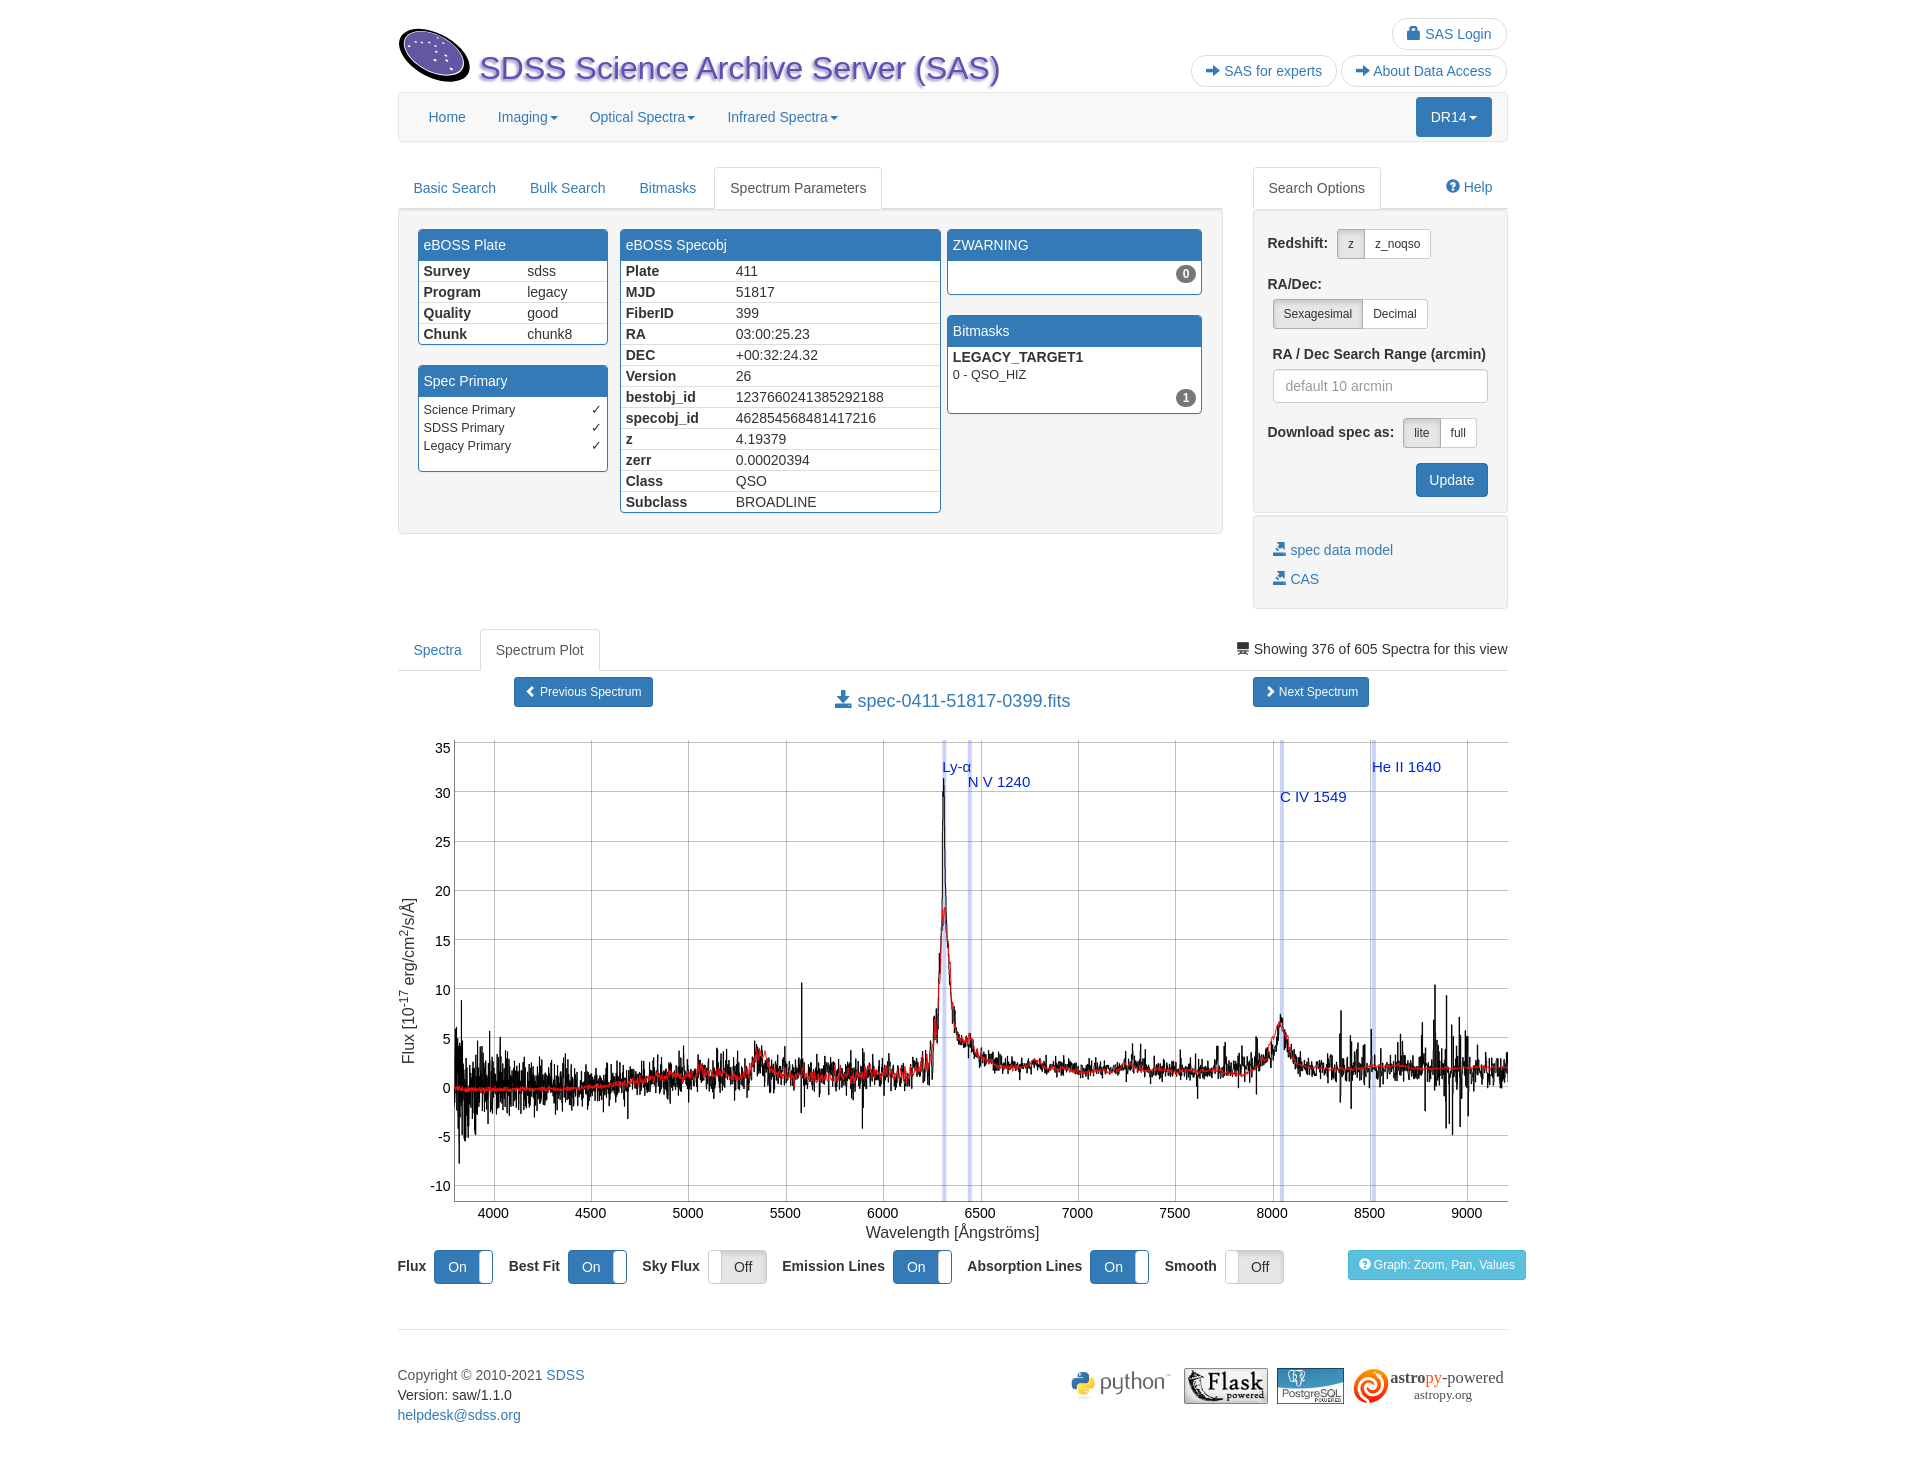 SAS Login
SDSS Science Archive Server (SAS)
SAS for experts
About Data Access
Home
Imaging
Optical Spectra
Infrared Spectra
DR14
Basic Search
Bulk Search
Bitmasks
Spectrum Parameters
eBOSS Plate
Survey sdss
Program legacy
Quality good
Chunk chunk8
Spec Primary
Science Primary ✓
SDSS Primary ✓
Legacy Primary ✓
eBOSS Specobj
Plate 411
MJD 51817
FiberID 399
RA 03:00:25.23
DEC +00:32:24.32
Version 26
bestobj_id 1237660241385292188
specobj_id 462854568481417216
z 4.19379
zerr 0.00020394
Class QSO
Subclass BROADLINE
ZWARNING
0
Bitmasks
LEGACY_TARGET1
0 - QSO_HIZ
1
Search Options
Help
Redshift: z z_noqso
RA/Dec:
Sexagesimal Decimal
RA / Dec Search Range (arcmin)
default 10 arcmin
Download spec as: lite full
Update
spec data model
CAS
Spectra
Spectrum Plot
Showing 376 of 605 Spectra for this view
Previous Spectrum
spec-0411-51817-0399.fits
Next Spectrum
Flux [10-17 erg/cm2/s/Å]
35
30
25
20
15
10
5
0
-5
-10
Ly-α
N V 1240
C IV 1549
He II 1640
4000 4500 5000 5500 6000 6500 7000 7500 8000 8500 9000
Wavelength [Ångströms]
Flux On
Best Fit On
Sky Flux Off
Emission Lines On
Absorption Lines On
Smooth Off
Graph: Zoom, Pan, Values
Copyright © 2010-2021 SDSS
Version: saw/1.1.0
helpdesk@sdss.org
python
Flask
powered
PostgreSQL
POWERED
astropy-powered
astropy.org